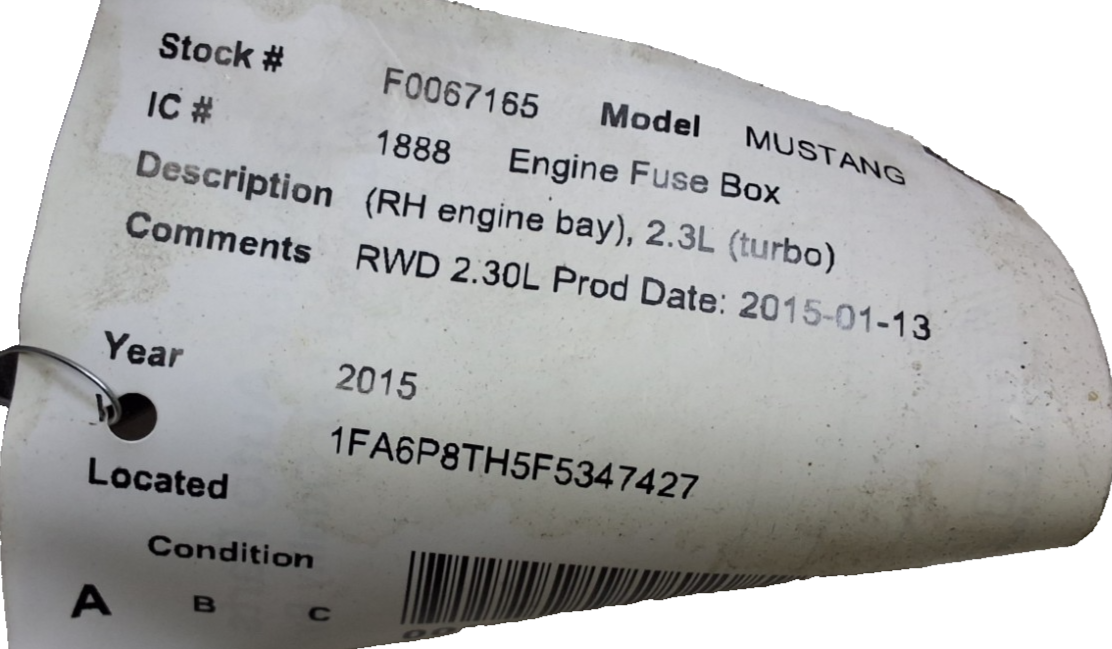 Stock # F0067165 Model MUSTANG
IC # 1888 Engine Fuse Box
Description (RH engine bay), 2.3L (turbo)
Comments RWD 2.30L Prod Date: 2015-01-13
Year 2015
1FA6P8TH5F5347427
Located
Condition
A B C